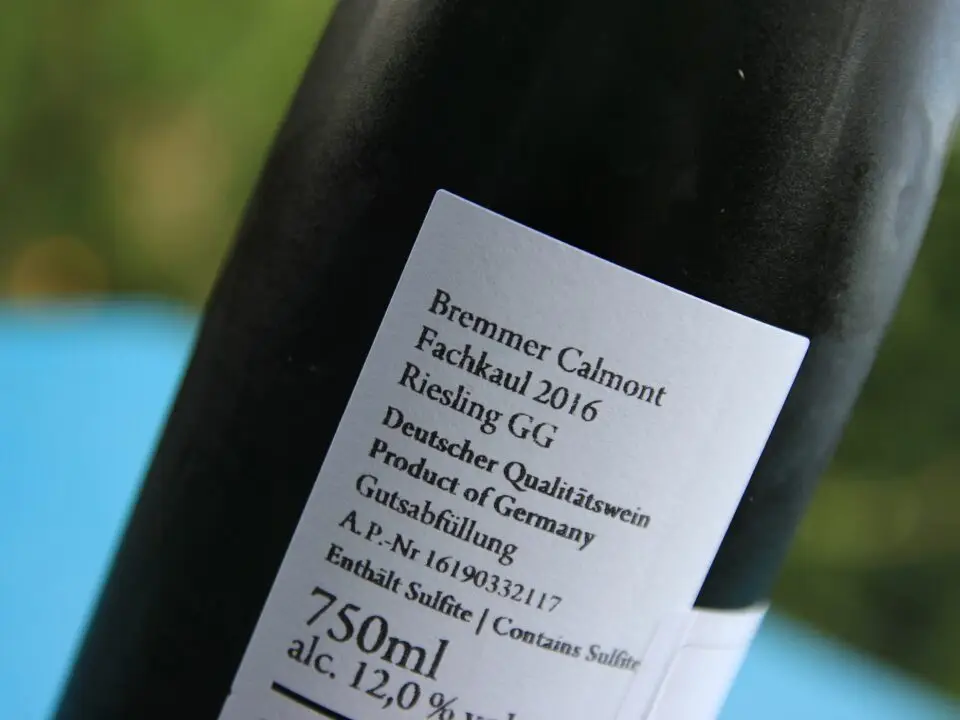 Bremmer Calmont
Fachkaul 2016
Riesling GG
Deutscher Qualitätswein
Product of Germany
Gutsabfüllung
A.P.-Nr 16190332117
Enthält Sulfite | Contains Sulfite
750ml
alc. 12,0 %